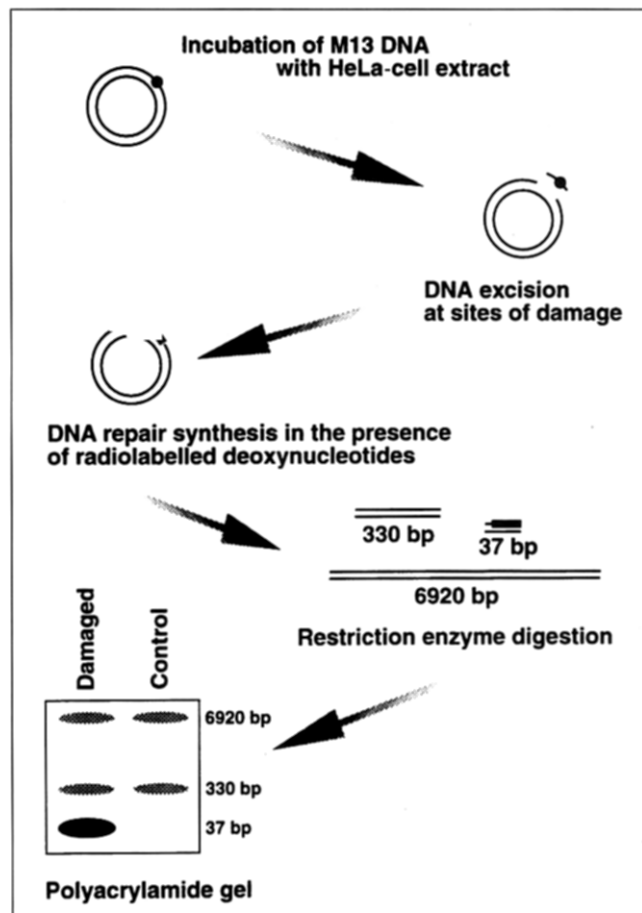 Incubation of M13 DNA
with HeLa-cell extract
DNA excision
at sites of damage
DNA repair synthesis in the presence
of radiolabelled deoxynucleotides
330 bp
37 bp
6920 bp
Restriction enzyme digestion
Damaged
Control
6920 bp
330 bp
37 bp
Polyacrylamide gel